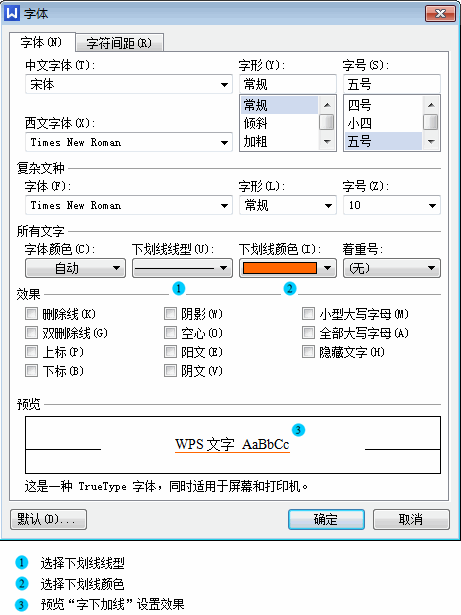 字体
字体(N) 字符间距(R)
中文字体(T): 字形(Y): 字号(S):
宋体 常规 五号
常规 四号
倾斜 小四
加粗 五号
西文字体(X):
Times New Roman
复杂文种
字体(F): 字形(L): 字号(Z):
Times New Roman 常规 10
所有文字
字体颜色(C): 下划线线型(U): 下划线颜色(I): 着重号:
自动 (无)
1 2
效果
删除线(K) 阴影(W) 小型大写字母(M)
双删除线(G) 空心(O) 全部大写字母(A)
上标(P) 阳文(E) 隐藏文字(H)
下标(B) 阴文(V)
预览
3
WPS 文字 AaBbCc
这是一种 TrueType 字体，同时适用于屏幕和打印机。
默认(D)... 确定 取消
1 选择下划线线型
2 选择下划线颜色
3 预览“字下加线”设置效果